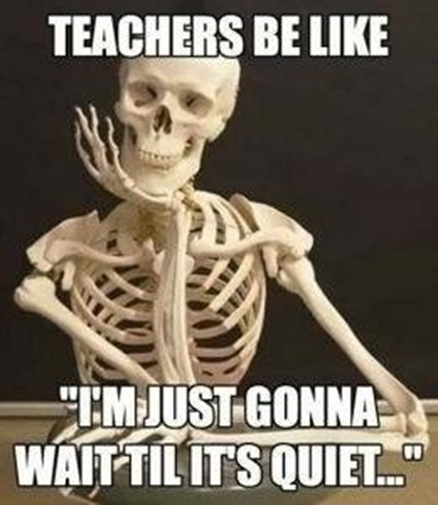 TEACHERS BE LIKE
"I'M JUST GONNA
WAIT TIL IT'S QUIET..."